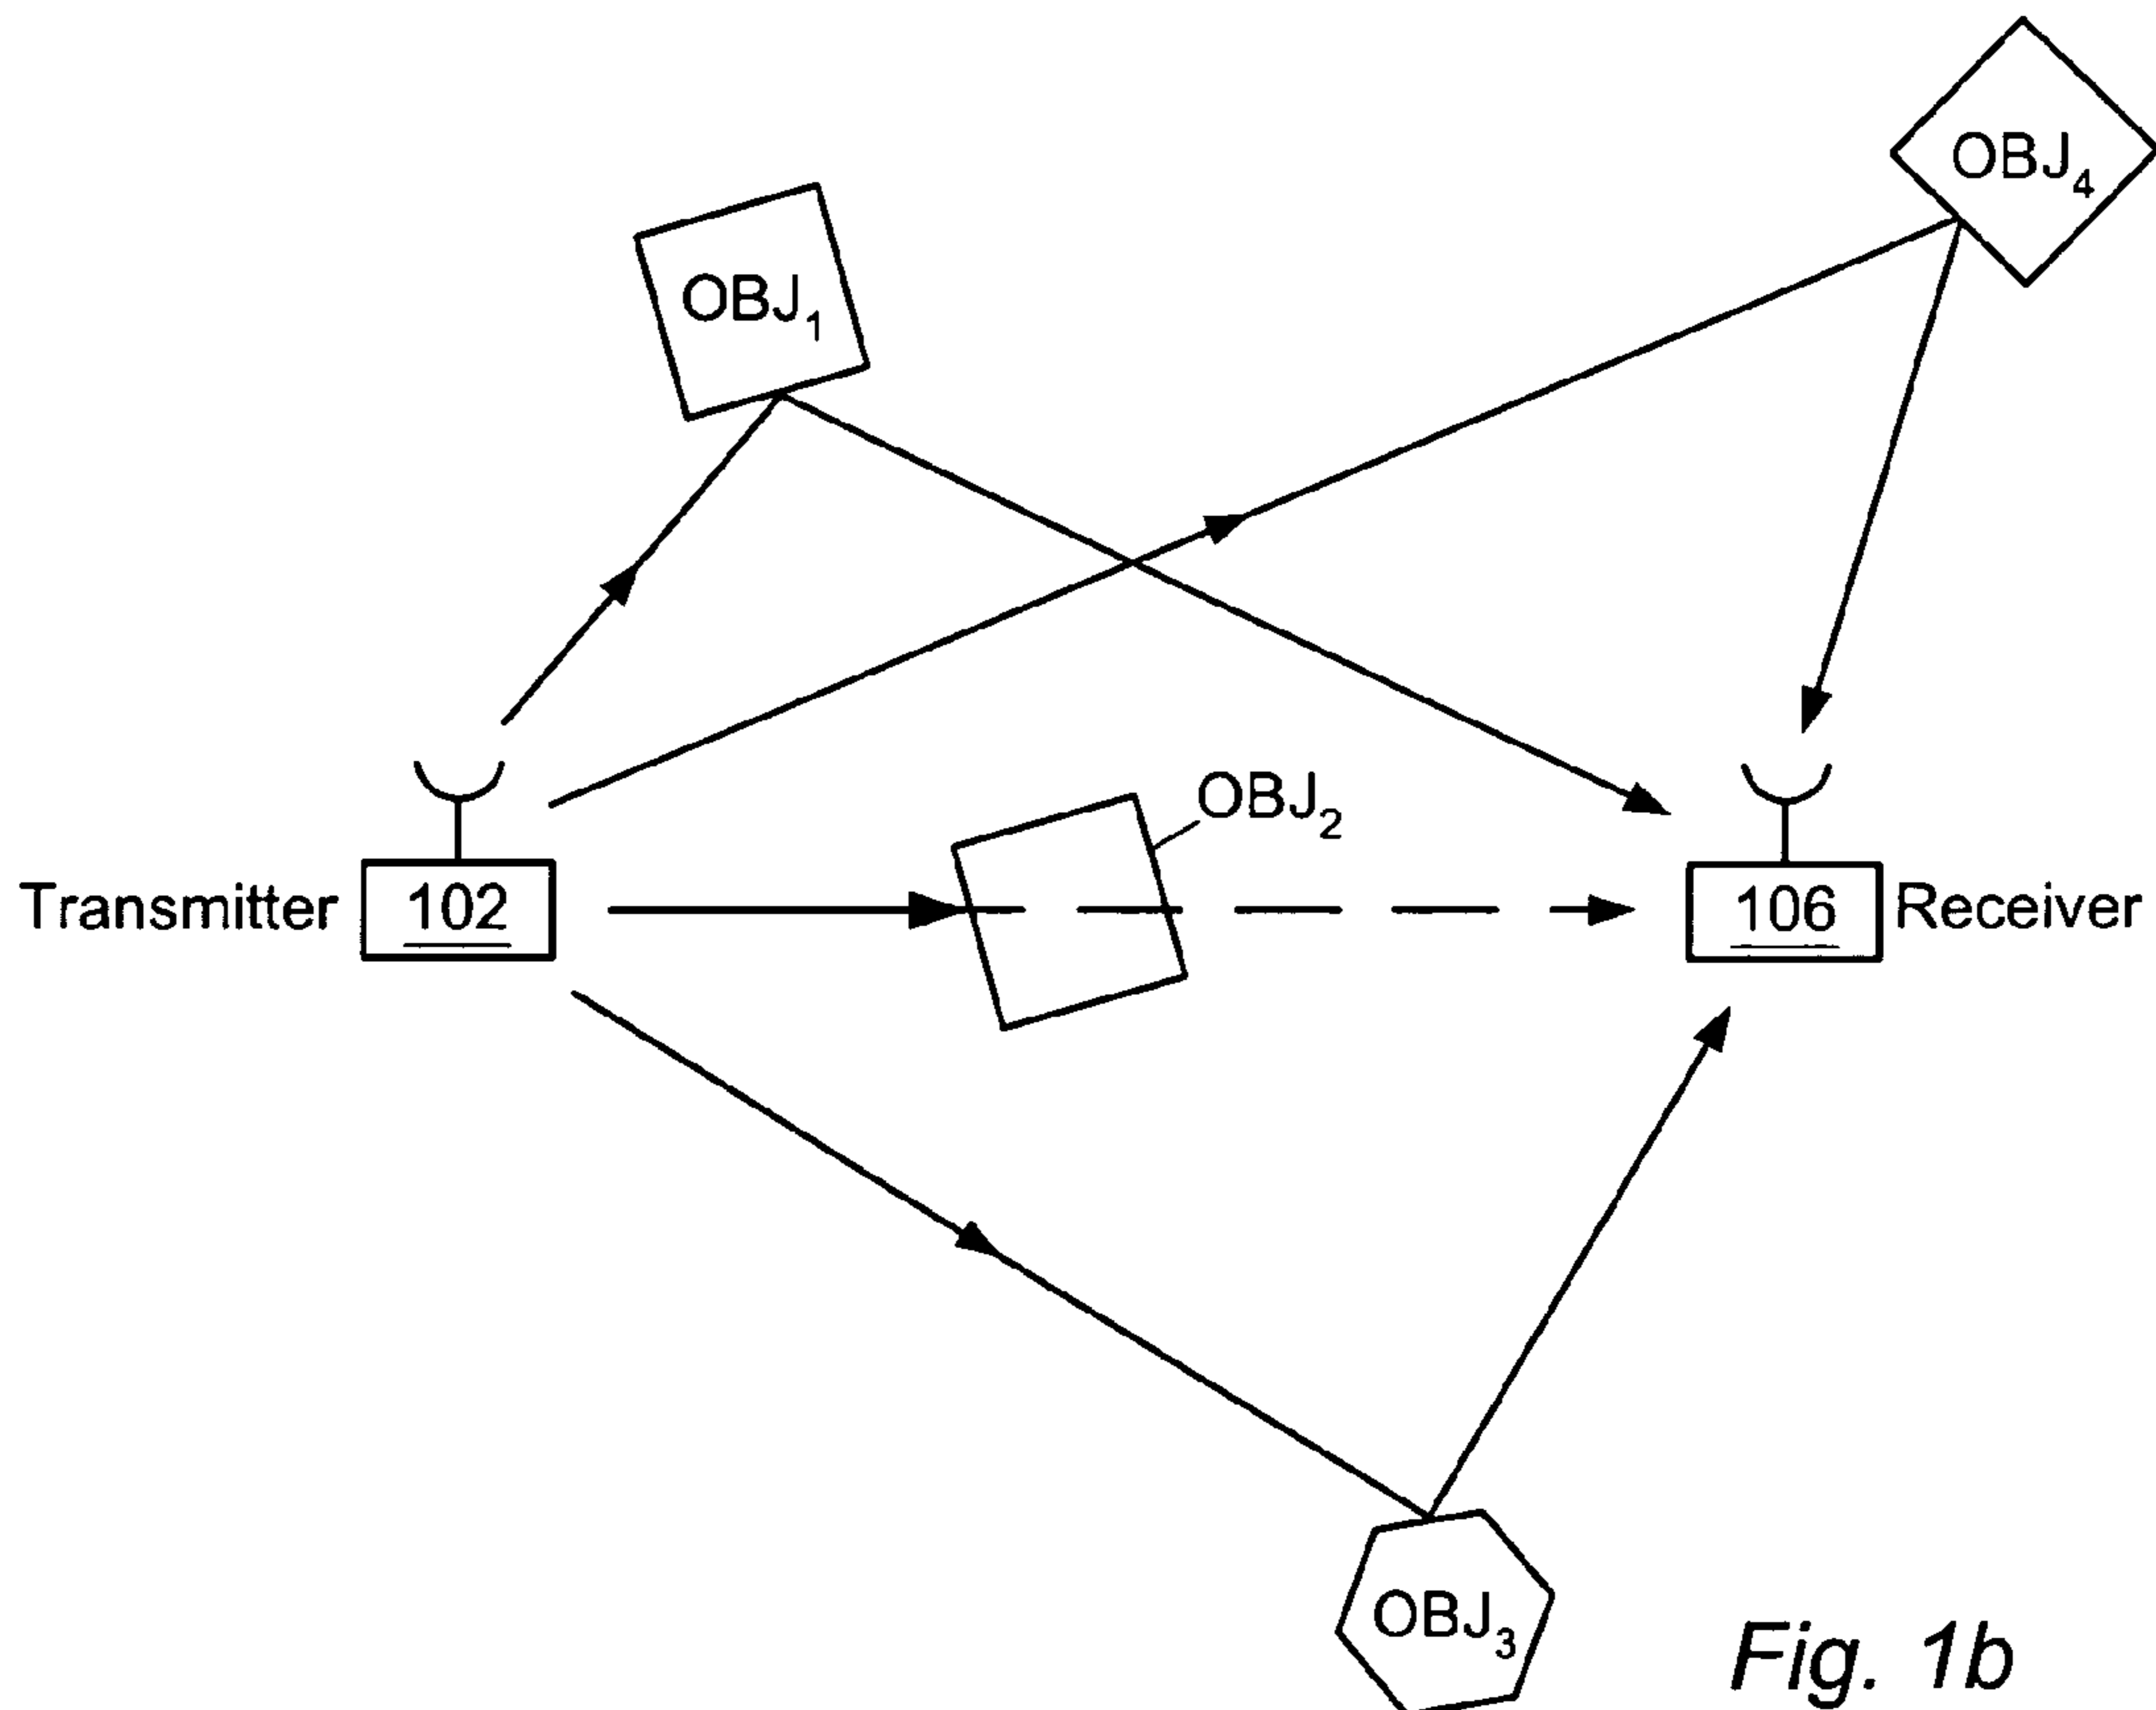 OBJ4
OBJ1
OBJ2
Transmitter 102
106 Receiver
OBJ3
Fig. 1b